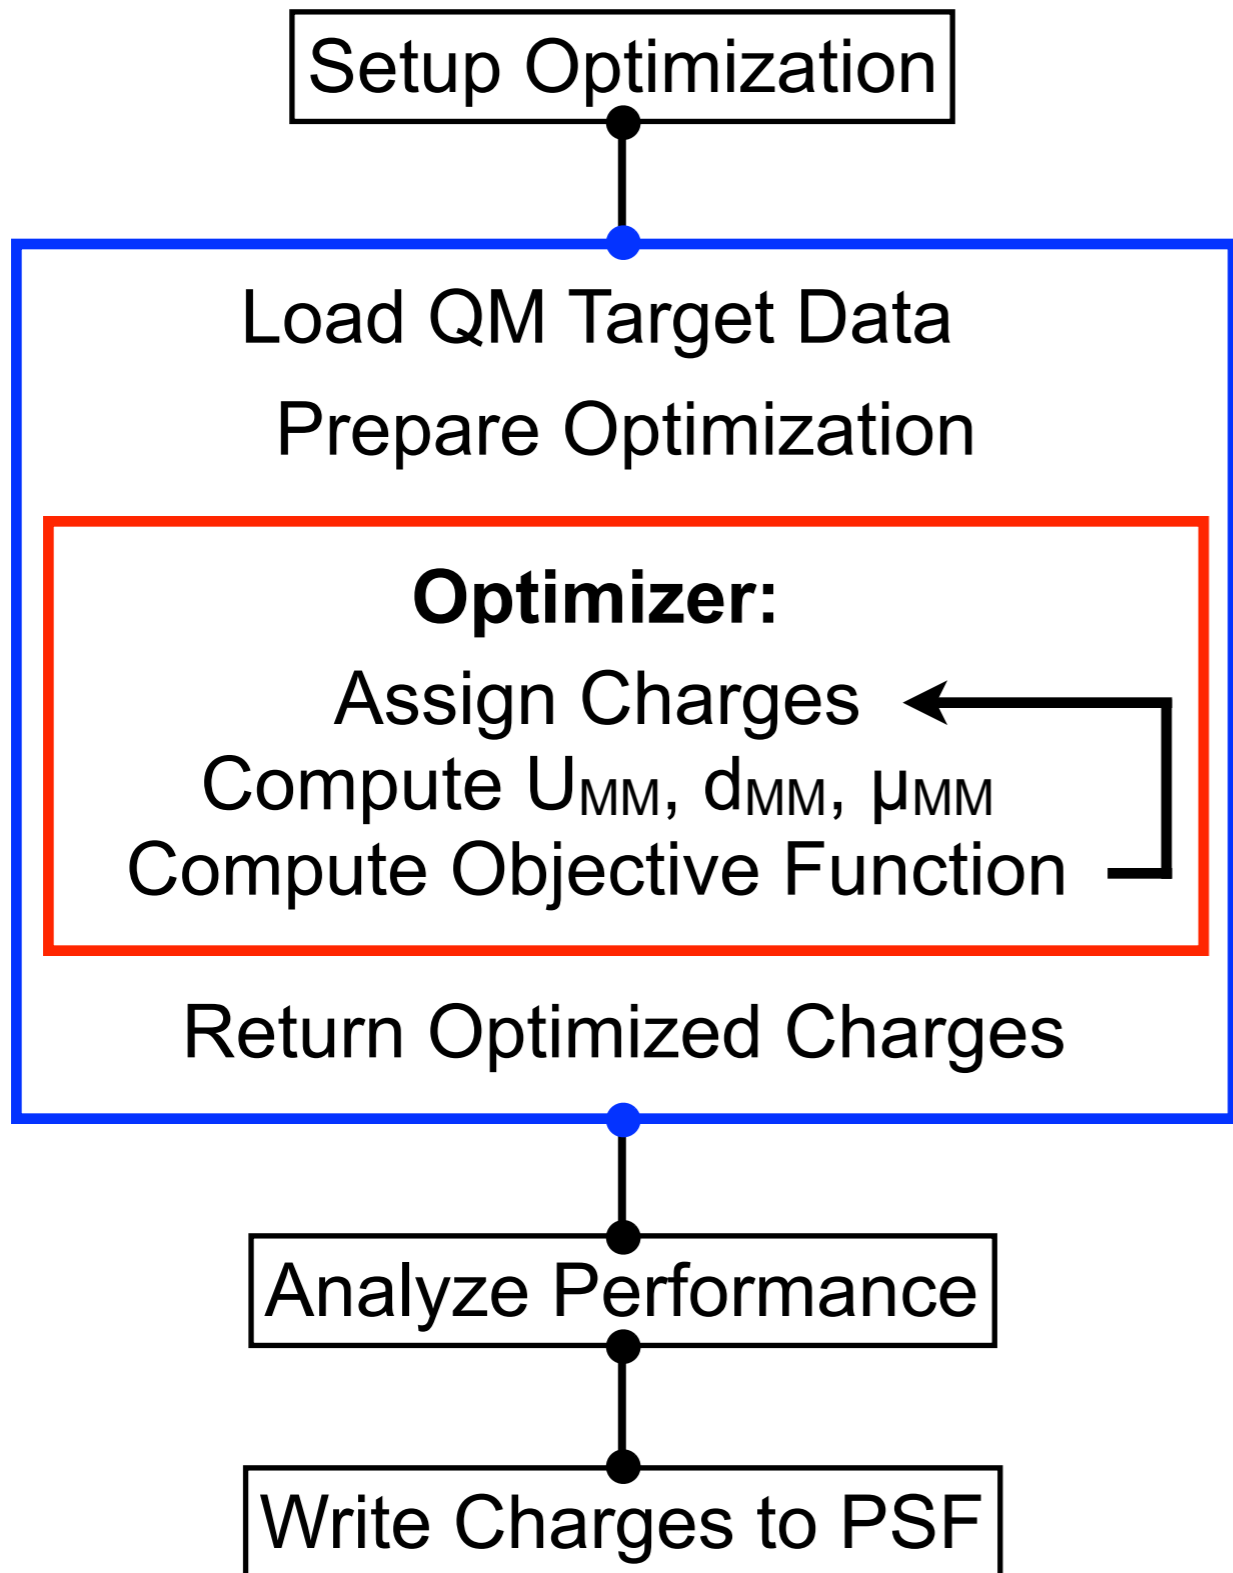 Setup Optimization
Load QM Target Data
Prepare Optimization
Optimizer:
Assign Charges
Compute UMM, dMM, μMM
Compute Objective Function
Return Optimized Charges
Analyze Performance
Write Charges to PSF